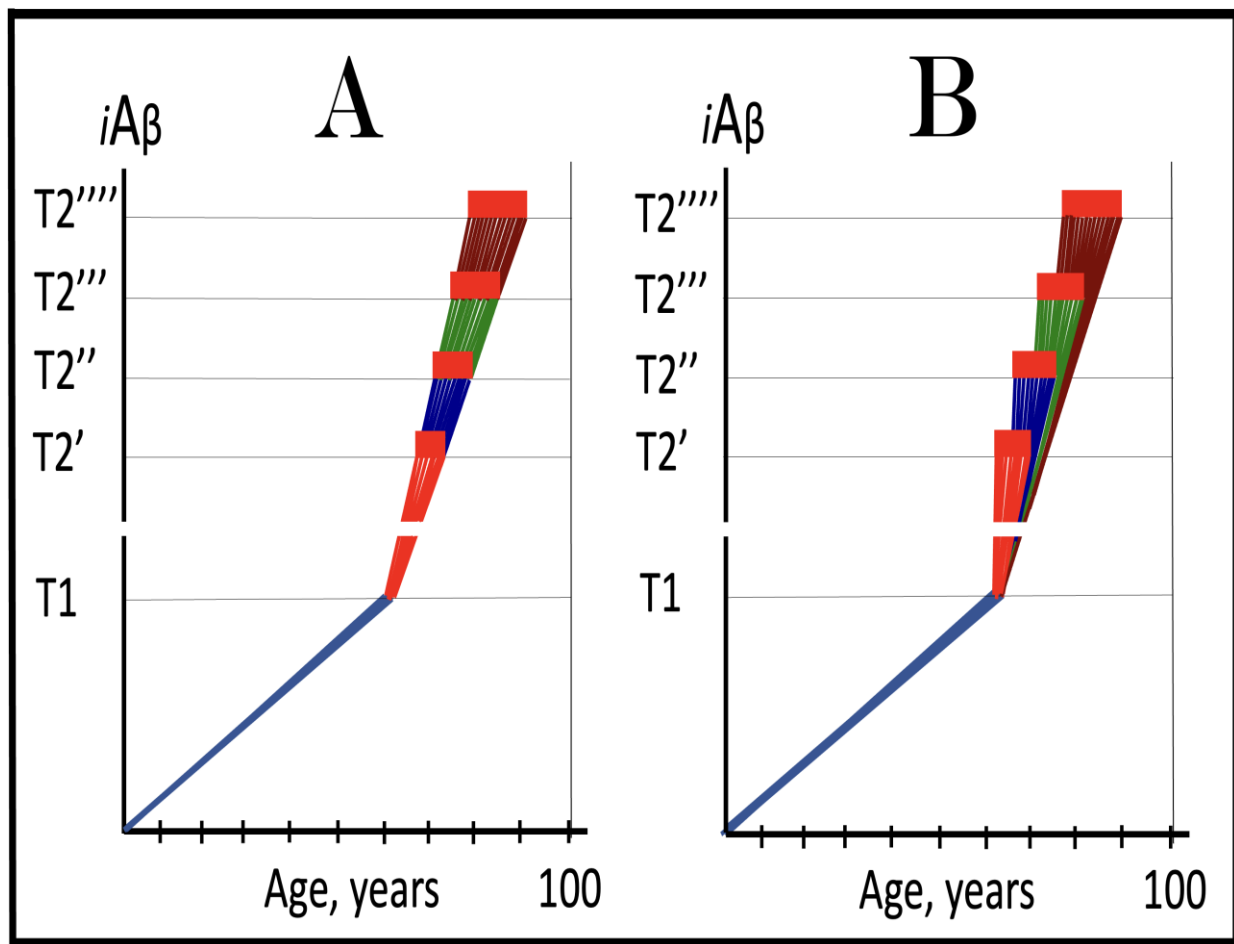 A
iAβ
T2′′′′
T2′′′
T2′′
T2′
T1
Age, years
100
B
iAβ
T2′′′′
T2′′′
T2′′
T2′
T1
Age, years
100